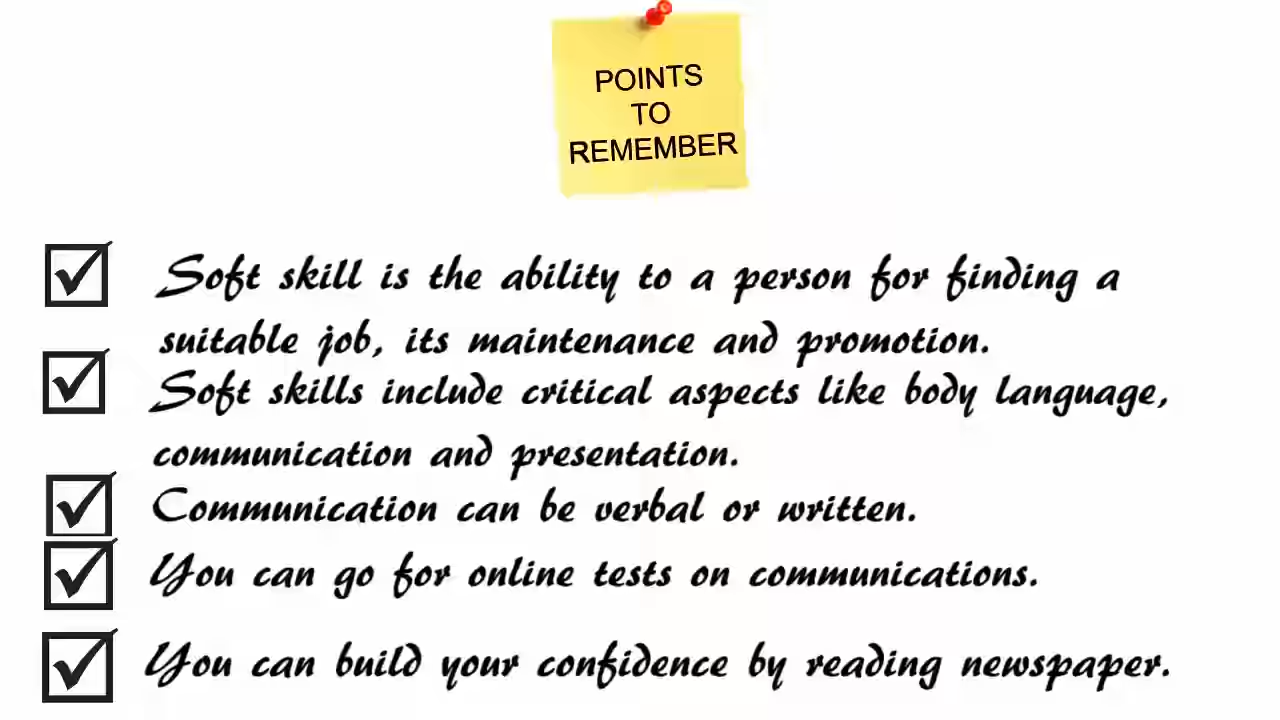 POINTS
TO
REMEMBER
Soft skill is the ability to a person for finding a
suitable job, its maintenance and promotion.
Soft skills include critical aspects like body language,
communication and presentation.
Communication can be verbal or written.
You can go for online tests on communications.
You can build your confidence by reading newspaper.